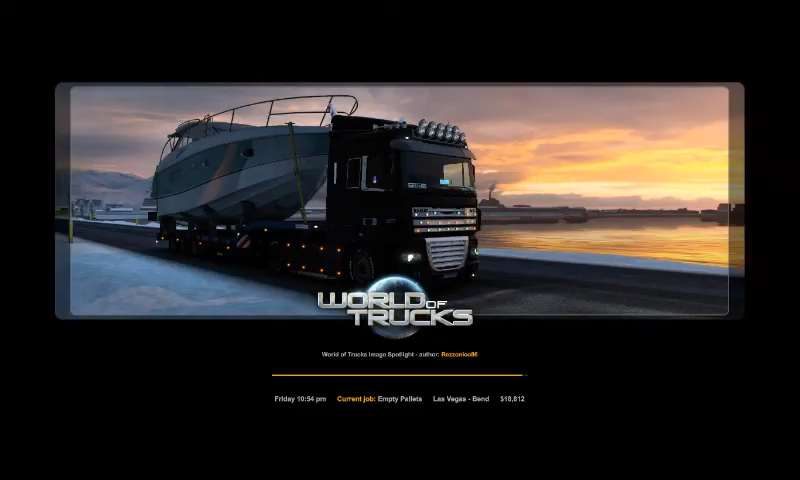 WORLD OF
TRUCKS
World of Trucks Image Spotlight - author: Rezzonico86
Friday 10:54 pm Current job: Empty Pallets Las Vegas - Bend $18,812